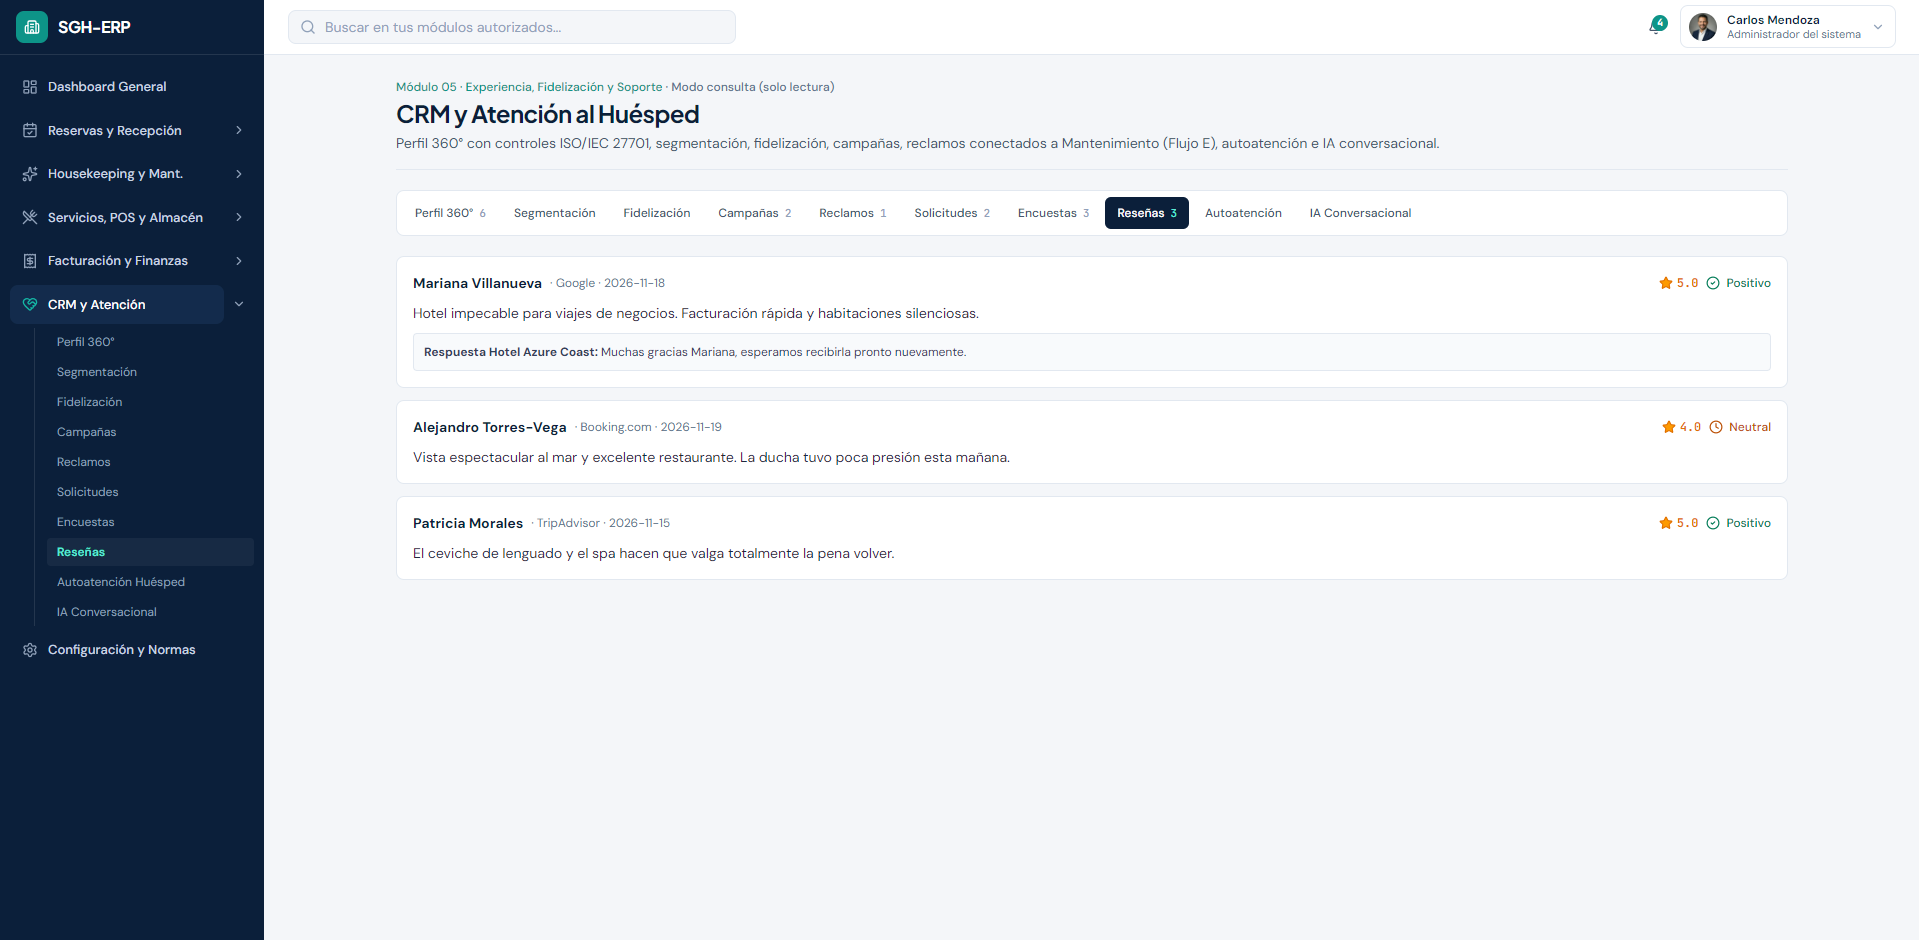 SGH-ERP
Buscar en tus módulos autorizados...
4
Carlos Mendoza
Administrador del sistema
Dashboard General
Reservas y Recepción
Housekeeping y Mant.
Servicios, POS y Almacén
Facturación y Finanzas
CRM y Atención
Perfil 360°
Segmentación
Fidelización
Campañas
Reclamos
Solicitudes
Encuestas
Reseñas
Autoatención Huésped
IA Conversacional
Configuración y Normas
Módulo 05 · Experiencia, Fidelización y Soporte · Modo consulta (solo lectura)
CRM y Atención al Huésped
Perfil 360° con controles ISO/IEC 27701, segmentación, fidelización, campañas, reclamos conectados a Mantenimiento (Flujo E), autoatención e IA conversacional.
Perfil 360° 6 Segmentación Fidelización Campañas 2 Reclamos 1 Solicitudes 2 Encuestas 3 Reseñas 3 Autoatención IA Conversacional
Mariana Villanueva · Google · 2026-11-18 5.0 Positivo
Hotel impecable para viajes de negocios. Facturación rápida y habitaciones silenciosas.
Respuesta Hotel Azure Coast: Muchas gracias Mariana, esperamos recibirla pronto nuevamente.
Alejandro Torres-Vega · Booking.com · 2026-11-19 4.0 Neutral
Vista espectacular al mar y excelente restaurante. La ducha tuvo poca presión esta mañana.
Patricia Morales · TripAdvisor · 2026-11-15 5.0 Positivo
El ceviche de lenguado y el spa hacen que valga totalmente la pena volver.